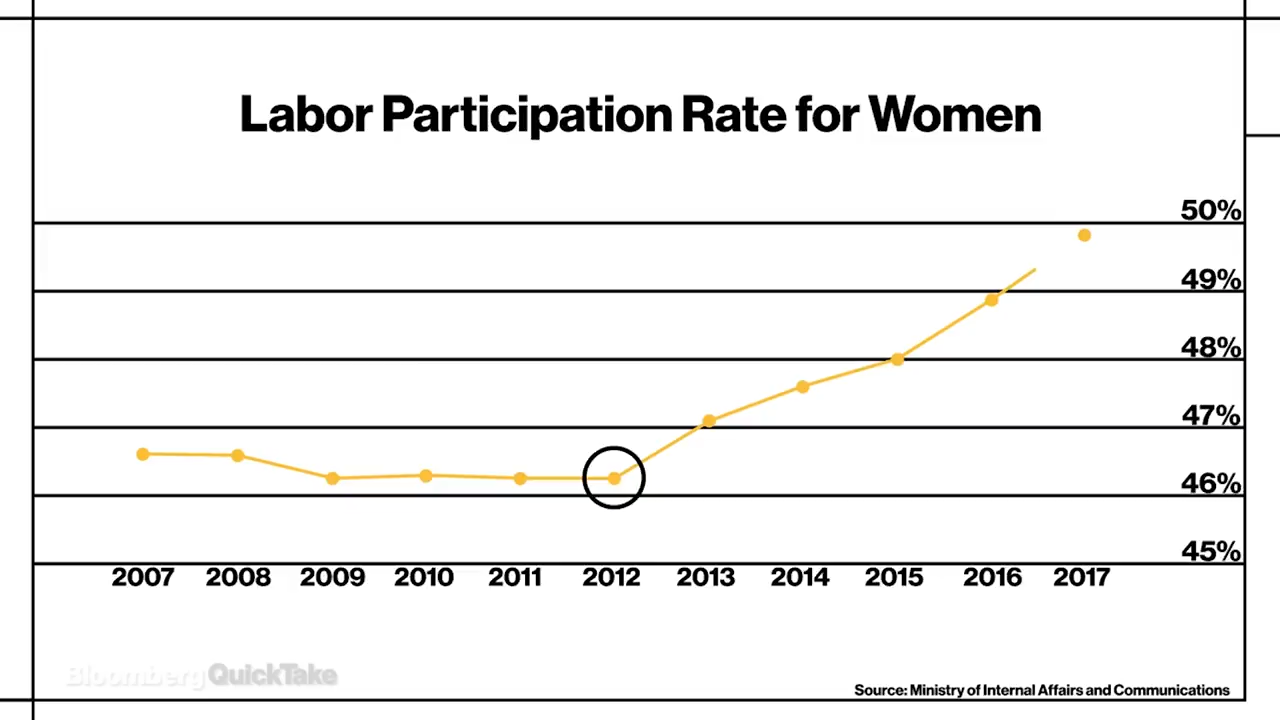 Labor Participation Rate for Women
50%
49%
48%
47%
46%
45%
2007 2008 2009 2010 2011 2012 2013 2014 2015 2016 2017
Bloomberg QuickTake
Source: Ministry of Internal Affairs and Communications